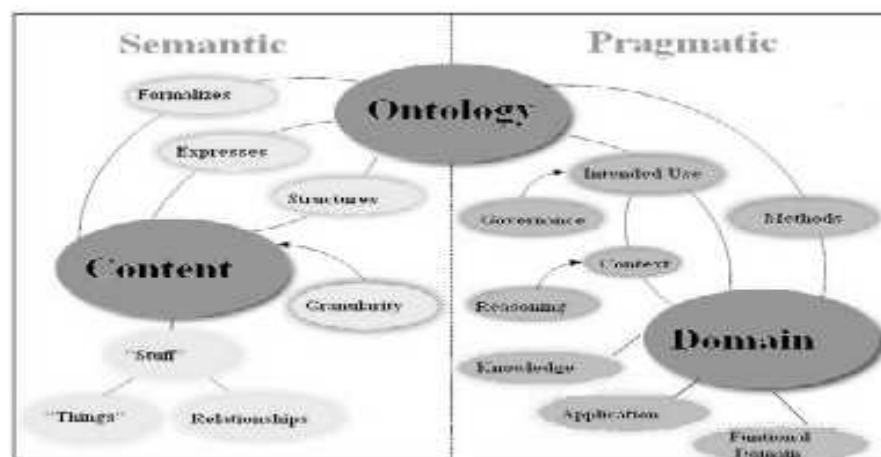 Semantic
Pragmatic
Formalizes
Ontology
Expresses
Intended Use
Structures
Governance
Methods
Content
Context
Granularity
Reasoning
"Stuff"
Domain
Knowledge
"Things"
Relationships
Application
Funtional
Domain